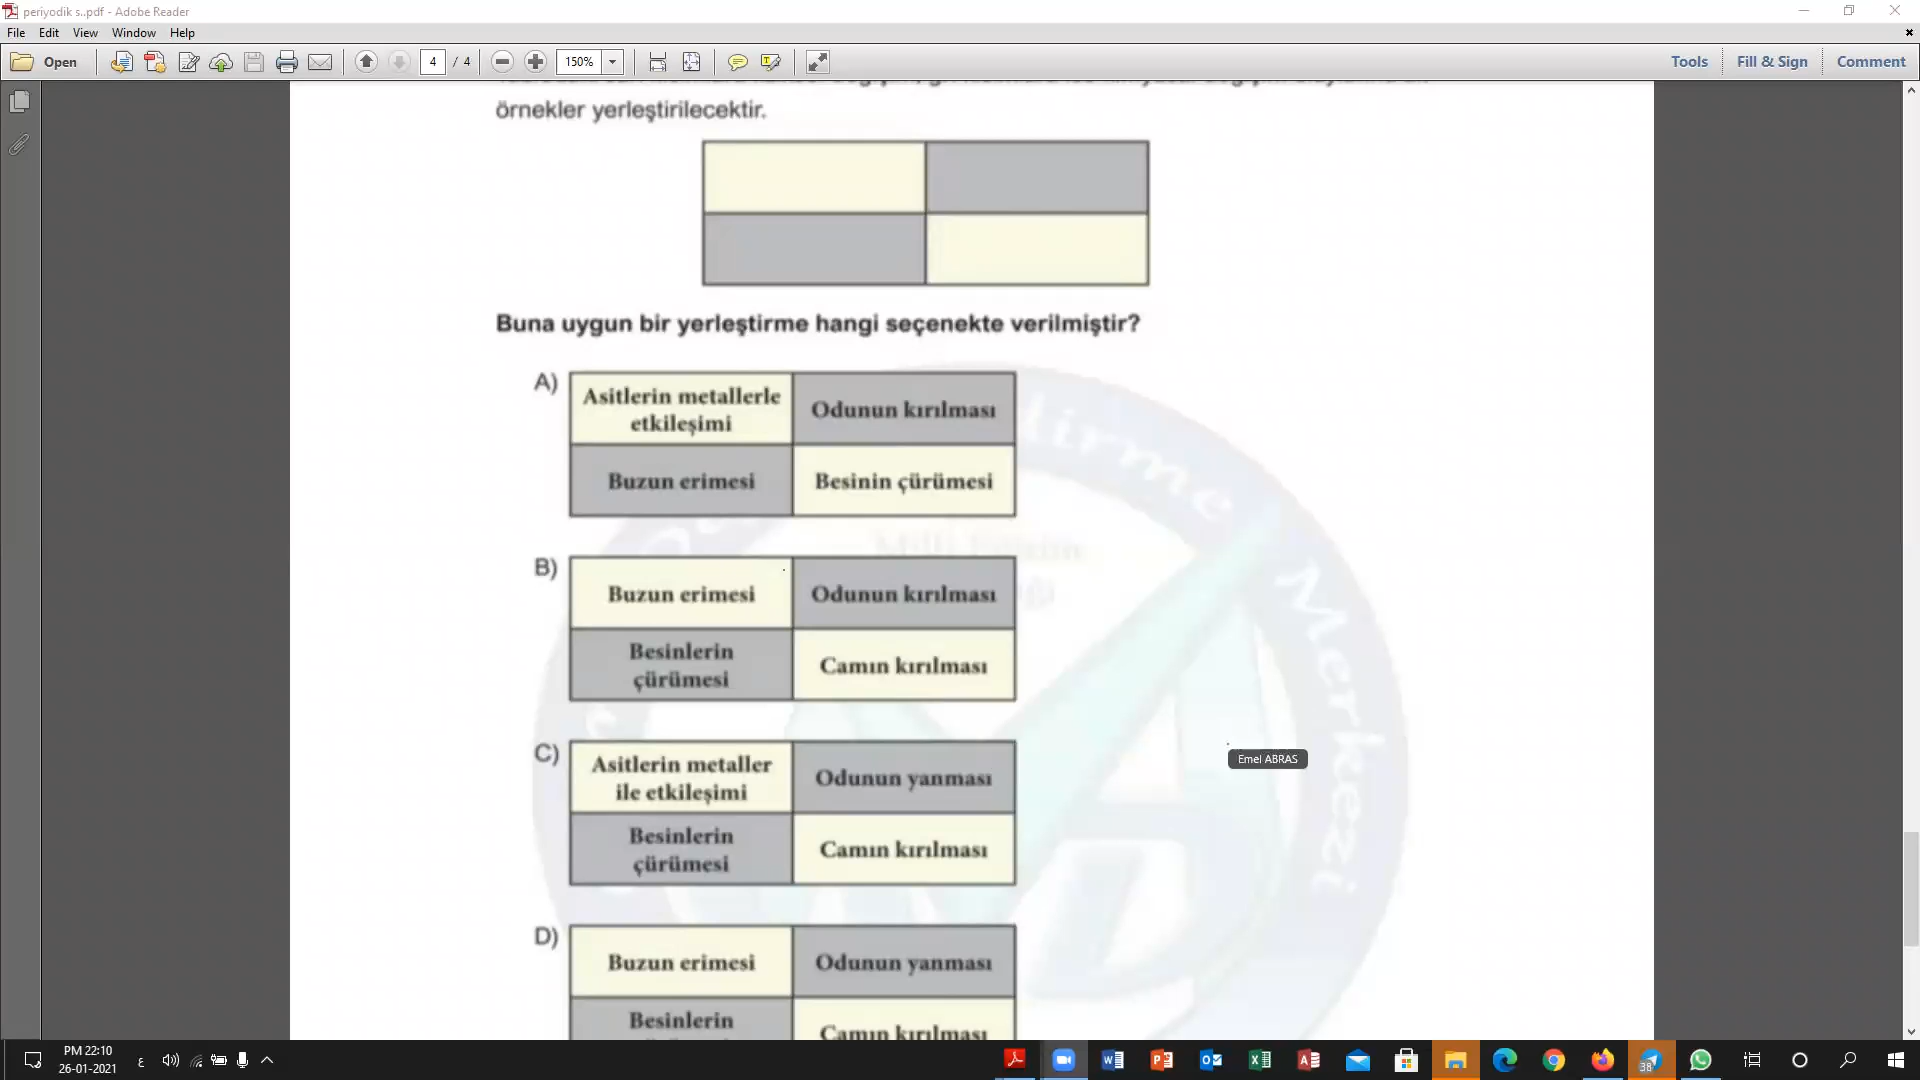 periyodik s..pdf - Adobe Reader
File Edit View Window Help
Open 4 / 4 150% Tools Fill & Sign Comment
örnekler yerleştirilecektir.
Buna uygun bir yerleştirme hangi seçenekte verilmiştir?
A)
Asitlerin metallerle
etkileşimi
Odunun kırılması
Buzun erimesi
Besinin çürümesi
B)
Buzun erimesi
Odunun kırılması
Besinlerin
çürümesi
Camın kırılması
C)
Asitlerin metaller
ile etkileşimi
Odunun yanması
Besinlerin
çürümesi
Camın kırılması
D)
Buzun erimesi
Odunun yanması
Besinlerin
Camın kırılması
Merkezi
Emel ABRAS
PM 22:10
26-01-2021
ع
38